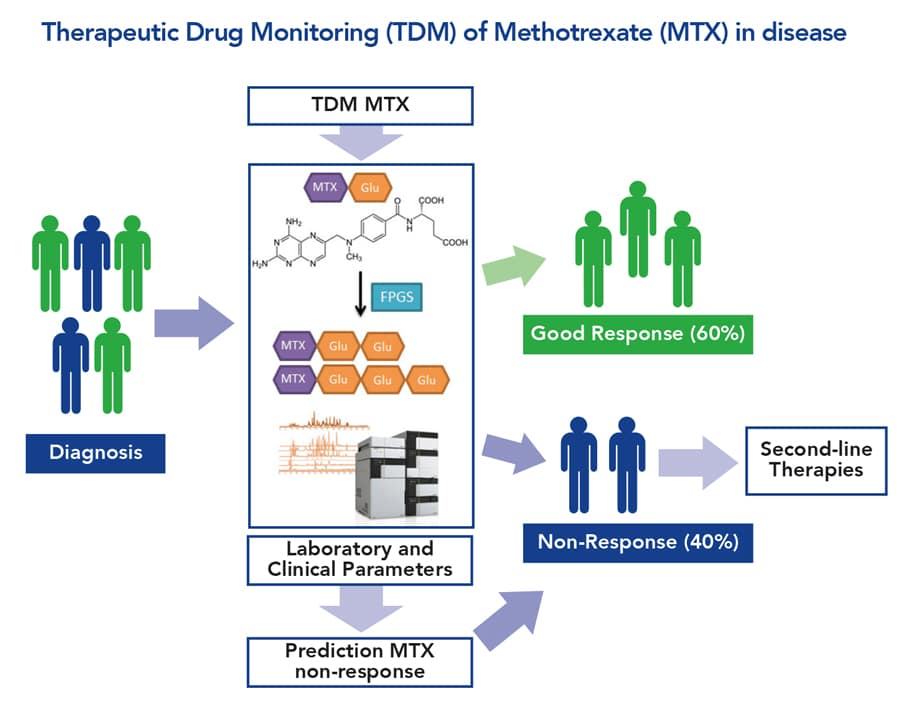 Therapeutic Drug Monitoring (TDM) of Methotrexate (MTX) in disease
TDM MTX
MTX Glu
NH₂
N
N
N
N
H₂N
N
CH₃
O
N
H
COOH
COOH
FPGS
MTX Glu Glu
MTX Glu Glu Glu
Diagnosis
Laboratory and
Clinical Parameters
Prediction MTX
non-response
Good Response (60%)
Non-Response (40%)
Second-line
Therapies